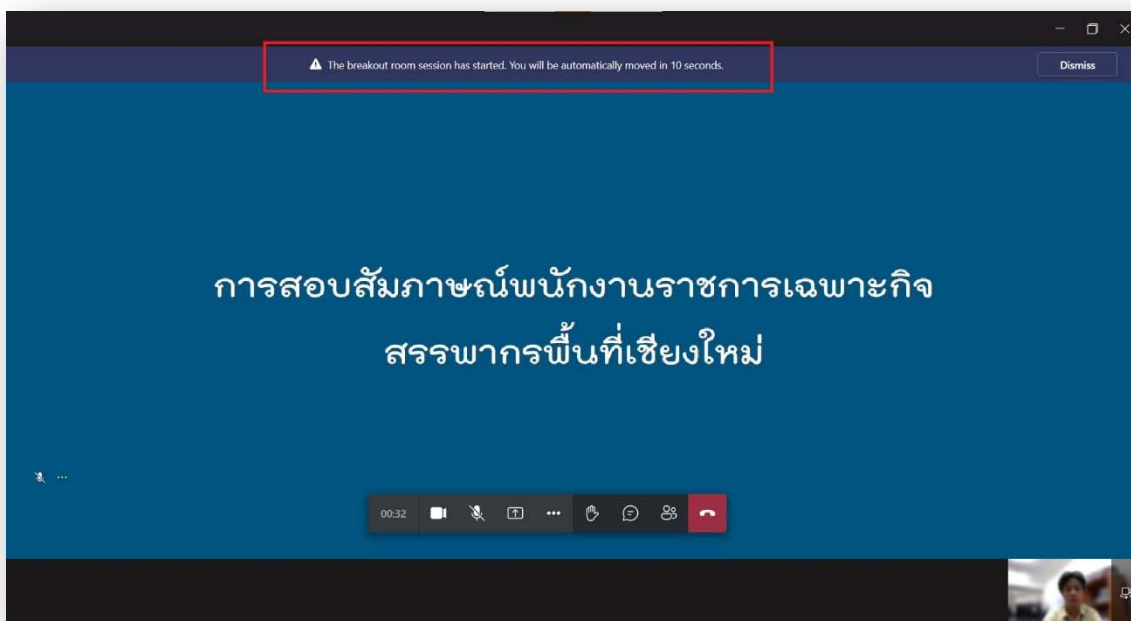 The breakout room session has started. You will be automatically moved in 10 seconds.
Dismiss
การสอบสัมภาษณ์พนักงานราชการเฉพาะกิจ
สรรพากรพื้นที่เชียงใหม่
00:32